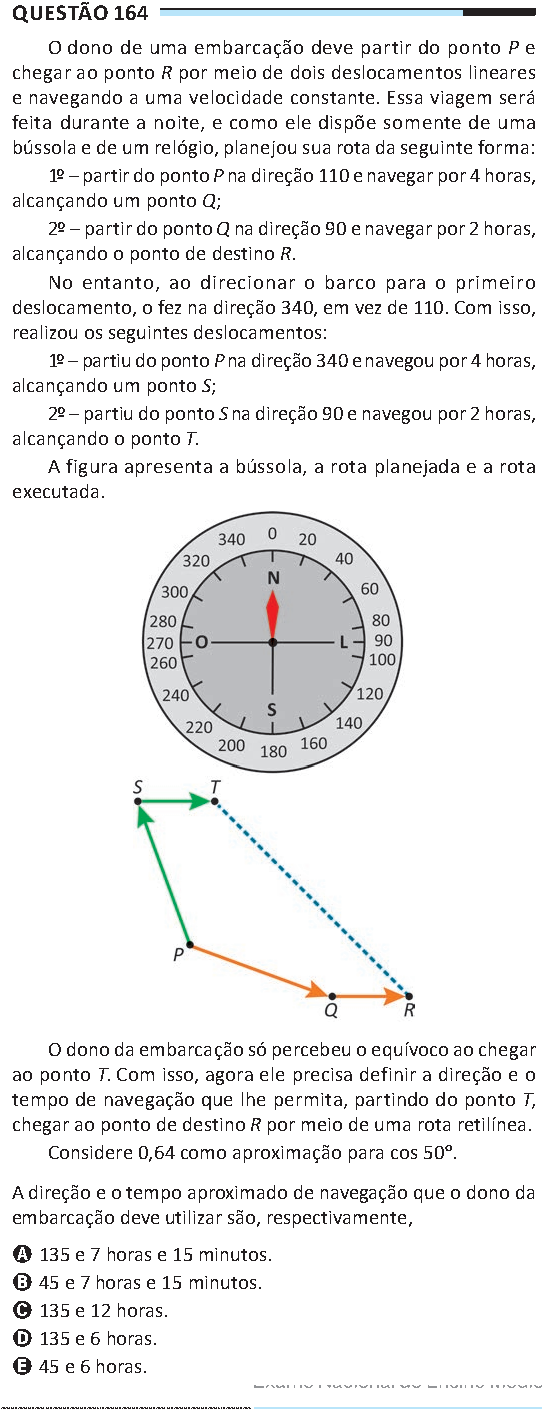 QUESTÃO 164
O dono de uma embarcação deve partir do ponto P e
chegar ao ponto R por meio de dois deslocamentos lineares
e navegando a uma velocidade constante. Essa viagem será
feita durante a noite, e como ele dispõe somente de uma
bússola e de um relógio, planejou sua rota da seguinte forma:
1º – partir do ponto P na direção 110 e navegar por 4 horas,
alcançando um ponto Q;
2º – partir do ponto Q na direção 90 e navegar por 2 horas,
alcançando o ponto de destino R.
No entanto, ao direcionar o barco para o primeiro
deslocamento, o fez na direção 340, em vez de 110. Com isso,
realizou os seguintes deslocamentos:
1º – partiu do ponto P na direção 340 e navegou por 4 horas,
alcançando um ponto S;
2º – partiu do ponto S na direção 90 e navegou por 2 horas,
alcançando o ponto T.
A figura apresenta a bússola, a rota planejada e a rota
executada.
340 0 20
320 40
N
300 60
280 80
270 O L 90
260 100
240 120
S
220 140
200 180 160
S T
P
Q R
O dono da embarcação só percebeu o equívoco ao chegar
ao ponto T. Com isso, agora ele precisa definir a direção e o
tempo de navegação que lhe permita, partindo do ponto T,
chegar ao ponto de destino R por meio de uma rota retilínea.
Considere 0,64 como aproximação para cos 50°.
A direção e o tempo aproximado de navegação que o dono da
embarcação deve utilizar são, respectivamente,
A 135 e 7 horas e 15 minutos.
B 45 e 7 horas e 15 minutos.
C 135 e 12 horas.
D 135 e 6 horas.
E 45 e 6 horas.